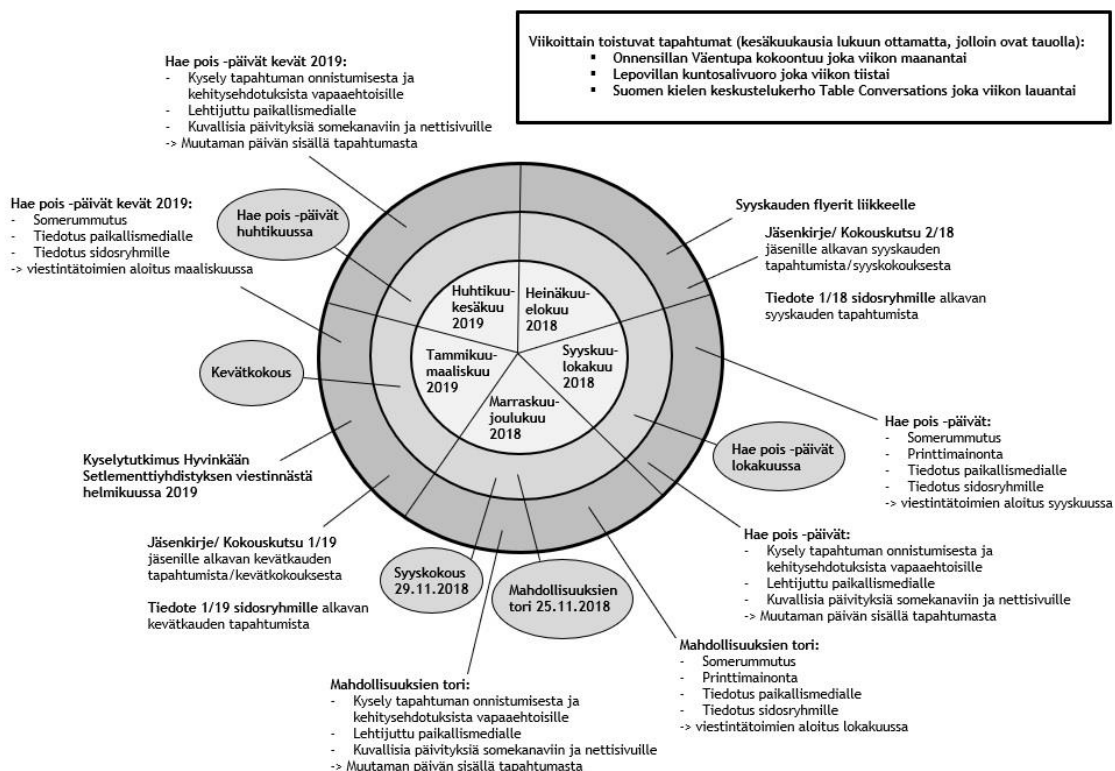 Viikoittain toistuvat tapahtumat (kesäkuukausia lukuun ottamatta, jolloin ovat tauolla):
▪ Onnensillan Väentupa kokoontuu joka viikon maanantai
▪ Lepovillan kuntosalivuoro joka viikon tiistai
▪ Suomen kielen keskustelukerho Table Conversations joka viikon lauantai
Hae pois -päivät kevät 2019:
- Kysely tapahtuman onnistumisesta ja
kehitysehdotuksista vapaaehtoisille
- Lehtijuttu paikallismedialle
- Kuvallisia päivityksiä somekanaviin ja nettisivuille
-> Muutaman päivän sisällä tapahtumasta
Hae pois -päivät kevät 2019:
- Somerummutus
- Tiedotus paikallismedialle
- Tiedotus sidosryhmille
-> viestintätoimien aloitus maaliskuussa
Hae pois -päivät
huhtikuussa
Syyskauden flyerit liikkeelle
Jäsenkirje/ Kokouskutsu 2/18
jäsenille alkavan syyskauden
tapahtumista/syyskokouksesta
Tiedote 1/18 sidosryhmille alkavan
syyskauden tapahtumista
Huhtikuu-
kesäkuu
2019
Heinäkuu-
elokuu
2018
Tammikuu-
maaliskuu
2019
Syyskuu-
lokakuu
2018
Marraskuu-
joulukuu
2018
Kevätkokous
Hae pois -päivät
lokakuussa
Hae pois -päivät:
- Somerummutus
- Printtimainonta
- Tiedotus paikallismedialle
- Tiedotus sidosryhmille
-> viestintätoimien aloitus syyskuussa
Kyselytutkimus Hyvinkään
Setlementtiyhdistyksen viestinnästä
helmikuussa 2019
Hae pois -päivät:
- Kysely tapahtuman onnistumisesta ja
kehitysehdotuksista vapaaehtoisille
- Lehtijuttu paikallismedialle
- Kuvallisia päivityksiä somekanaviin ja nettisivuille
-> Muutaman päivän sisällä tapahtumasta
Jäsenkirje/ Kokouskutsu 1/19
jäsenille alkavan kevätkauden
tapahtumista/kevätkokouksesta
Tiedote 1/19 sidosryhmille alkavan
kevätkauden tapahtumista
Syyskokous
29.11.2018
Mahdollisuuksien
tori 25.11.2018
Mahdollisuuksien tori:
- Somerummutus
- Printtimainonta
- Tiedotus paikallismedialle
- Tiedotus sidosryhmille
-> viestintätoimien aloitus lokakuussa
Mahdollisuuksien tori:
- Kysely tapahtuman onnistumisesta ja
kehitysehdotuksista vapaaehtoisille
- Lehtijuttu paikallismedialle
- Kuvallisia päivityksiä somekanaviin ja nettisivuille
-> Muutaman päivän sisällä tapahtumasta